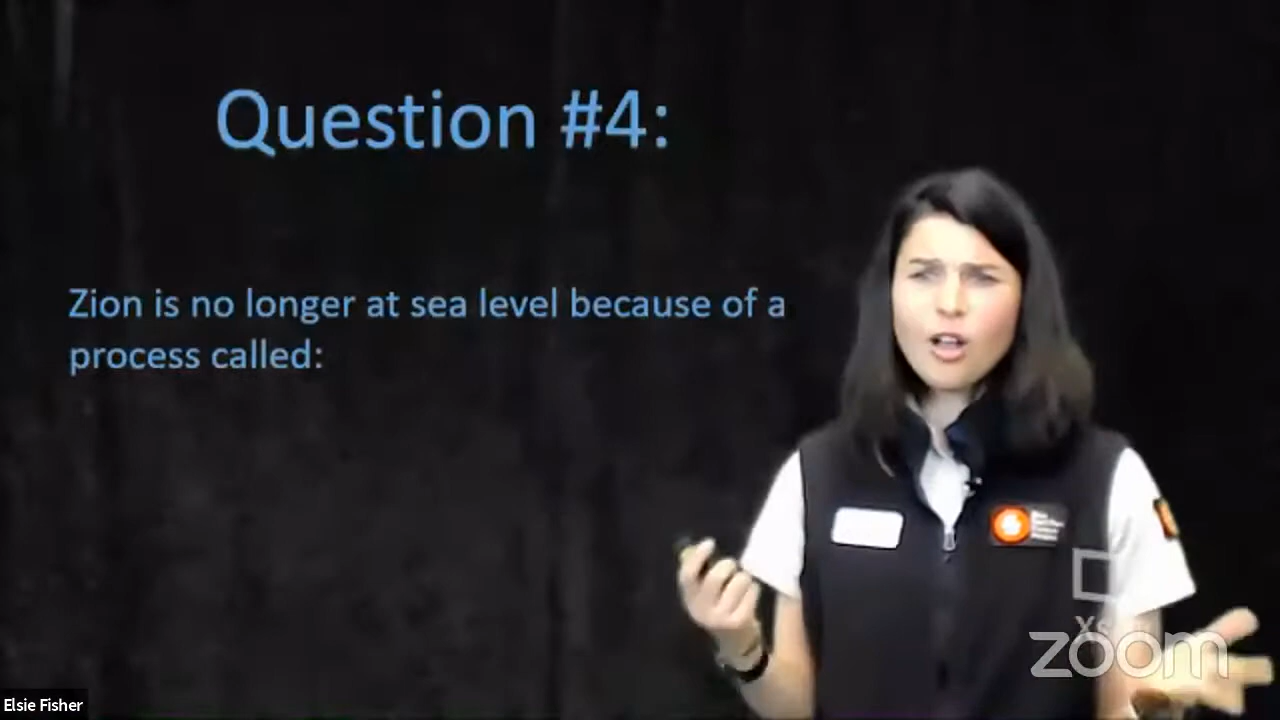 Question #4:
Zion is no longer at sea level because of a
process called:
zoom
Elsie Fisher